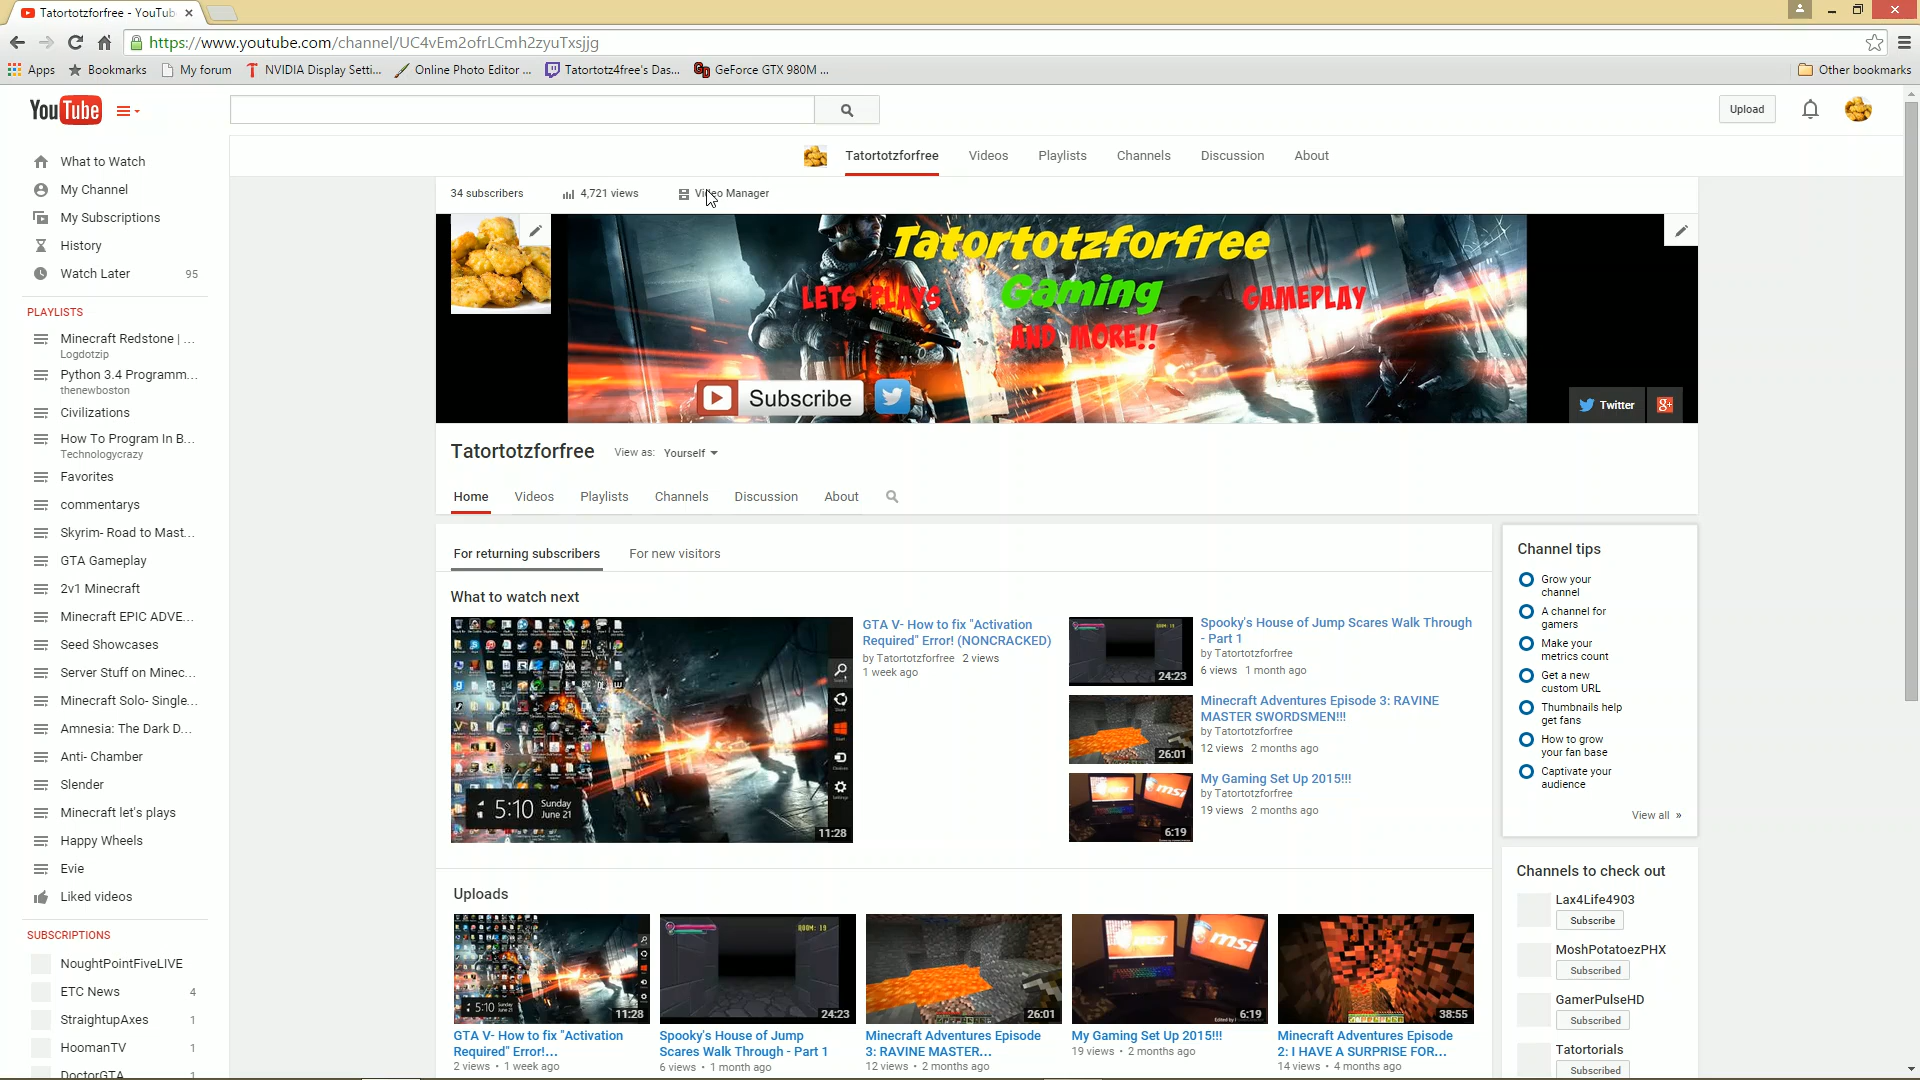 Tatortotzforfree - YouTub
https://www.youtube.com/channel/UC4vEm2ofrLCmh2zyuTxsjjg
Apps
Bookmarks
My forum
NVIDIA Display Setti...
Online Photo Editor ...
Tatortotz4free's Das...
GeForce GTX 980M ...
Other bookmarks
YouTube
Upload
Tatortotzforfree
Videos
Playlists
Channels
Discussion
About
What to Watch
My Channel
My Subscriptions
History
Watch Later 95
PLAYLISTS
Minecraft Redstone | ...
Logdotzip
Python 3.4 Programm...
thenewboston
Civilizations
How To Program In B...
Technologycrazy
Favorites
commentarys
Skyrim- Road to Mast...
GTA Gameplay
2v1 Minecraft
Minecraft EPIC ADVE...
Seed Showcases
Server Stuff on Minec...
Minecraft Solo- Single...
Amnesia: The Dark D...
Anti- Chamber
Slender
Minecraft let's plays
Happy Wheels
Evie
Liked videos
SUBSCRIPTIONS
NoughtPointFiveLIVE
ETC News 4
StraightupAxes 1
HoomanTV 1
DoctorGTA 1
34 subscribers
4,721 views
Video Manager
Tatortotzforfree
LETS PLAYS
Gaming
GAMEPLAY
AND MORE!!
Subscribe
Twitter
Tatortotzforfree
View as: Yourself
Home
Videos
Playlists
Channels
Discussion
About
For returning subscribers
For new visitors
What to watch next
5:10 Sunday
June 21
11:28
GTA V- How to fix "Activation
Required" Error! (NONCRACKED)
by Tatortotzforfree 2 views
1 week ago
24:23
Spooky's House of Jump Scares Walk Through
- Part 1
by Tatortotzforfree
6 views 1 month ago
26:01
Minecraft Adventures Episode 3: RAVINE
MASTER SWORDSMEN!!!
by Tatortotzforfree
12 views 2 months ago
msi
6:19
My Gaming Set Up 2015!!!
by Tatortotzforfree
19 views 2 months ago
Uploads
5:10
11:28
GTA V- How to fix "Activation
Required" Error!...
2 views • 1 week ago
ROOM: 19
24:23
Spooky's House of Jump
Scares Walk Through - Part 1
6 views • 1 month ago
26:01
Minecraft Adventures Episode
3: RAVINE MASTER...
12 views • 2 months ago
msi
6:19
My Gaming Set Up 2015!!!
19 views • 2 months ago
38:55
Minecraft Adventures Episode
2: I HAVE A SURPRISE FOR...
14 views • 4 months ago
Channel tips
Grow your
channel
A channel for
gamers
Make your
metrics count
Get a new
custom URL
Thumbnails help
get fans
How to grow
your fan base
Captivate your
audience
View all »
Channels to check out
Lax4Life4903
Subscribe
MoshPotatoezPHX
Subscribed
GamerPulseHD
Subscribed
Tatortorials
Subscribed